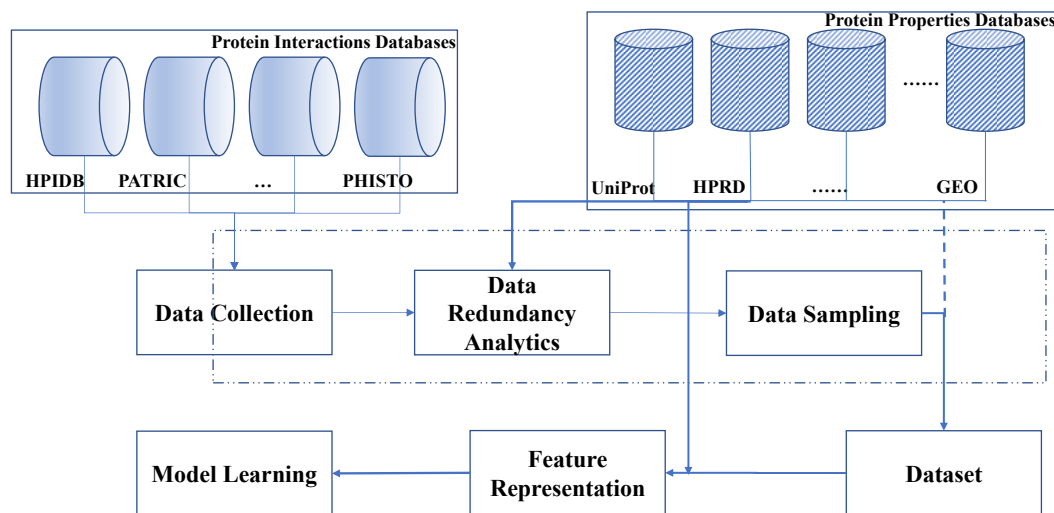 Protein Interactions Databases
HPIDB
PATRIC
...
PHISTO
Protein Properties Databases
......
UniProt
HPRD
......
GEO
Data Collection
Data
Redundancy
Analytics
Data Sampling
Model Learning
Feature
Representation
Dataset